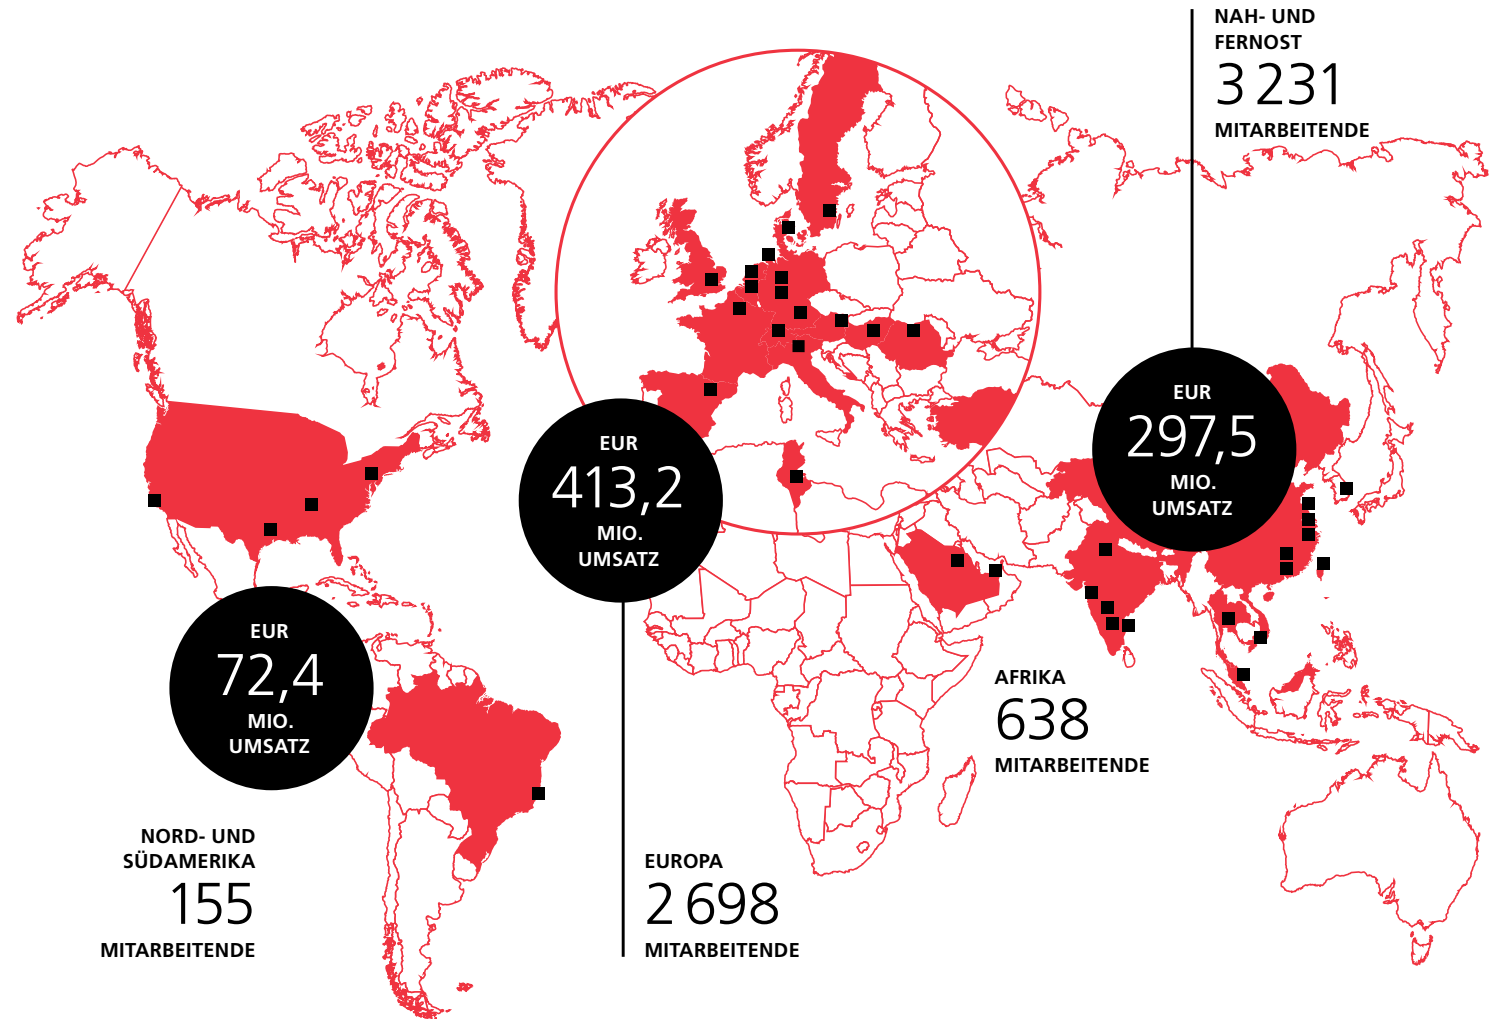 NAH- UND
FERNOST
3 231
MITARBEITENDE
EUR
297,5
MIO.
UMSATZ
EUR
413,2
MIO.
UMSATZ
EUR
72,4
MIO.
UMSATZ
AFRIKA
638
MITARBEITENDE
NORD- UND
SÜDAMERIKA
155
MITARBEITENDE
EUROPA
2 698
MITARBEITENDE